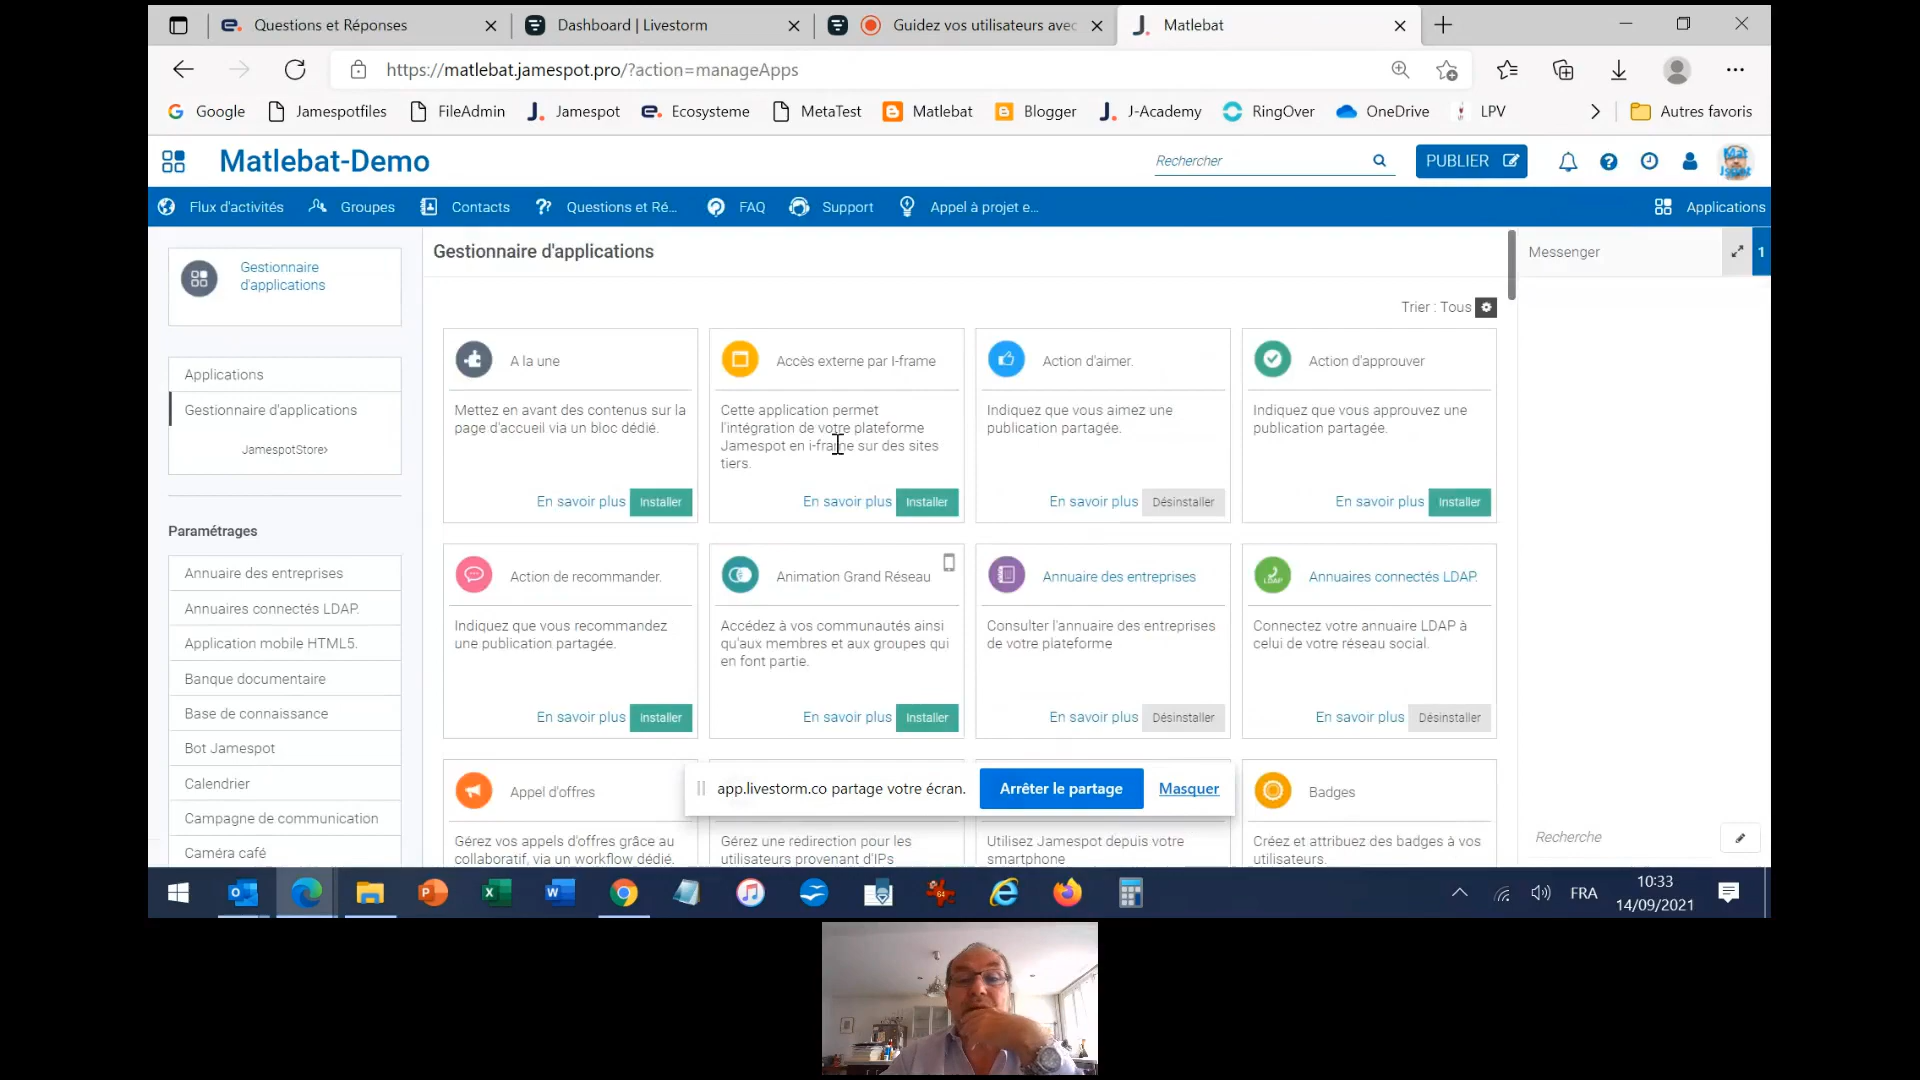 Questions et Réponses
Dashboard | Livestorm
Guidez vos utilisateurs avec
Matlebat
https://matlebat.jamespot.pro/?action=manageApps
Google
Jamespotfiles
FileAdmin
Jamespot
Ecosysteme
MetaTest
Matlebat
Blogger
J-Academy
RingOver
OneDrive
LPV
Autres favoris
Matlebat-Demo
Rechercher
PUBLIER
Flux d'activités
Groupes
Contacts
Questions et Ré...
FAQ
Support
Appel à projet e...
Applications
Gestionnaire
d'applications
Applications
Gestionnaire d'applications
JamespotStore›
Paramétrages
Annuaire des entreprises
Annuaires connectés LDAP.
Application mobile HTML5.
Banque documentaire
Base de connaissance
Bot Jamespot
Calendrier
Campagne de communication
Caméra café
Gestionnaire d'applications
Trier : Tous
A la une
Mettez en avant des contenus sur la
page d'accueil via un bloc dédié.
En savoir plus Installer
Accès externe par I-frame
Cette application permet
l'intégration de votre plateforme
Jamespot en i-frame sur des sites
tiers.
En savoir plus Installer
Action d'aimer.
Indiquez que vous aimez une
publication partagée.
En savoir plus Désinstaller
Action d'approuver
Indiquez que vous approuvez une
publication partagée.
En savoir plus Installer
Action de recommander.
Indiquez que vous recommandez
une publication partagée.
En savoir plus Installer
Animation Grand Réseau
Accédez à vos communautés ainsi
qu'aux membres et aux groupes qui
en font partie.
En savoir plus Installer
Annuaire des entreprises
Consulter l'annuaire des entreprises
de votre plateforme
En savoir plus Désinstaller
LDAP
Annuaires connectés LDAP.
Connectez votre annuaire LDAP à
celui de votre réseau social.
En savoir plus Désinstaller
Appel d'offres
Gérez vos appels d'offres grâce au
collaboratif, via un workflow dédié.
Gérez une redirection pour les
utilisateurs provenant d'IPs
Utilisez Jamespot depuis votre
smartphone
Badges
Créez et attribuez des badges à vos
utilisateurs.
app.livestorm.co partage votre écran.
Arrêter le partage
Masquer
Messenger
1
Recherche
FRA
10:33
14/09/2021